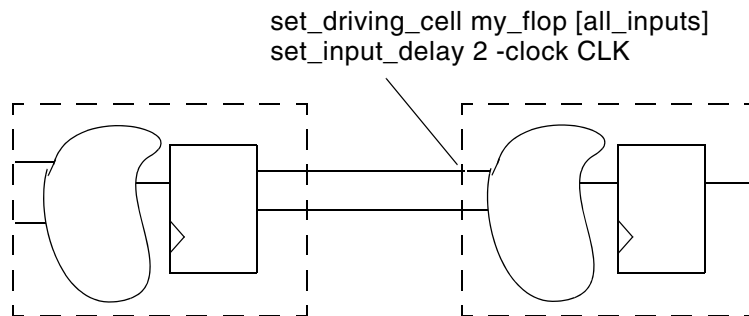 set_driving_cell my_flop [all_inputs]
set_input_delay 2 -clock CLK